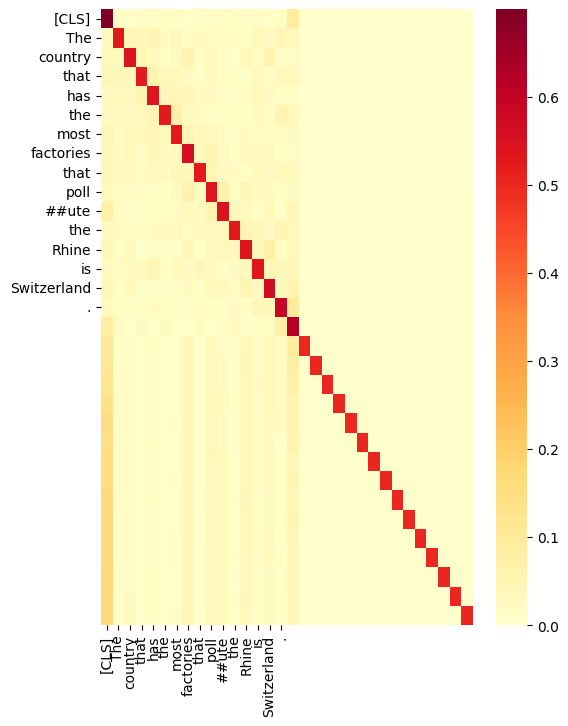 [CLS]
The
country
that
has
the
most
factories
that
poll
##ute
the
Rhine
is
Switzerland
.
0.6
0.5
0.4
0.3
0.2
0.1
0.0
[CLS]
The
country
that
has
the
most
factories
that
poll
##ute
the
Rhine
is
Switzerland
.